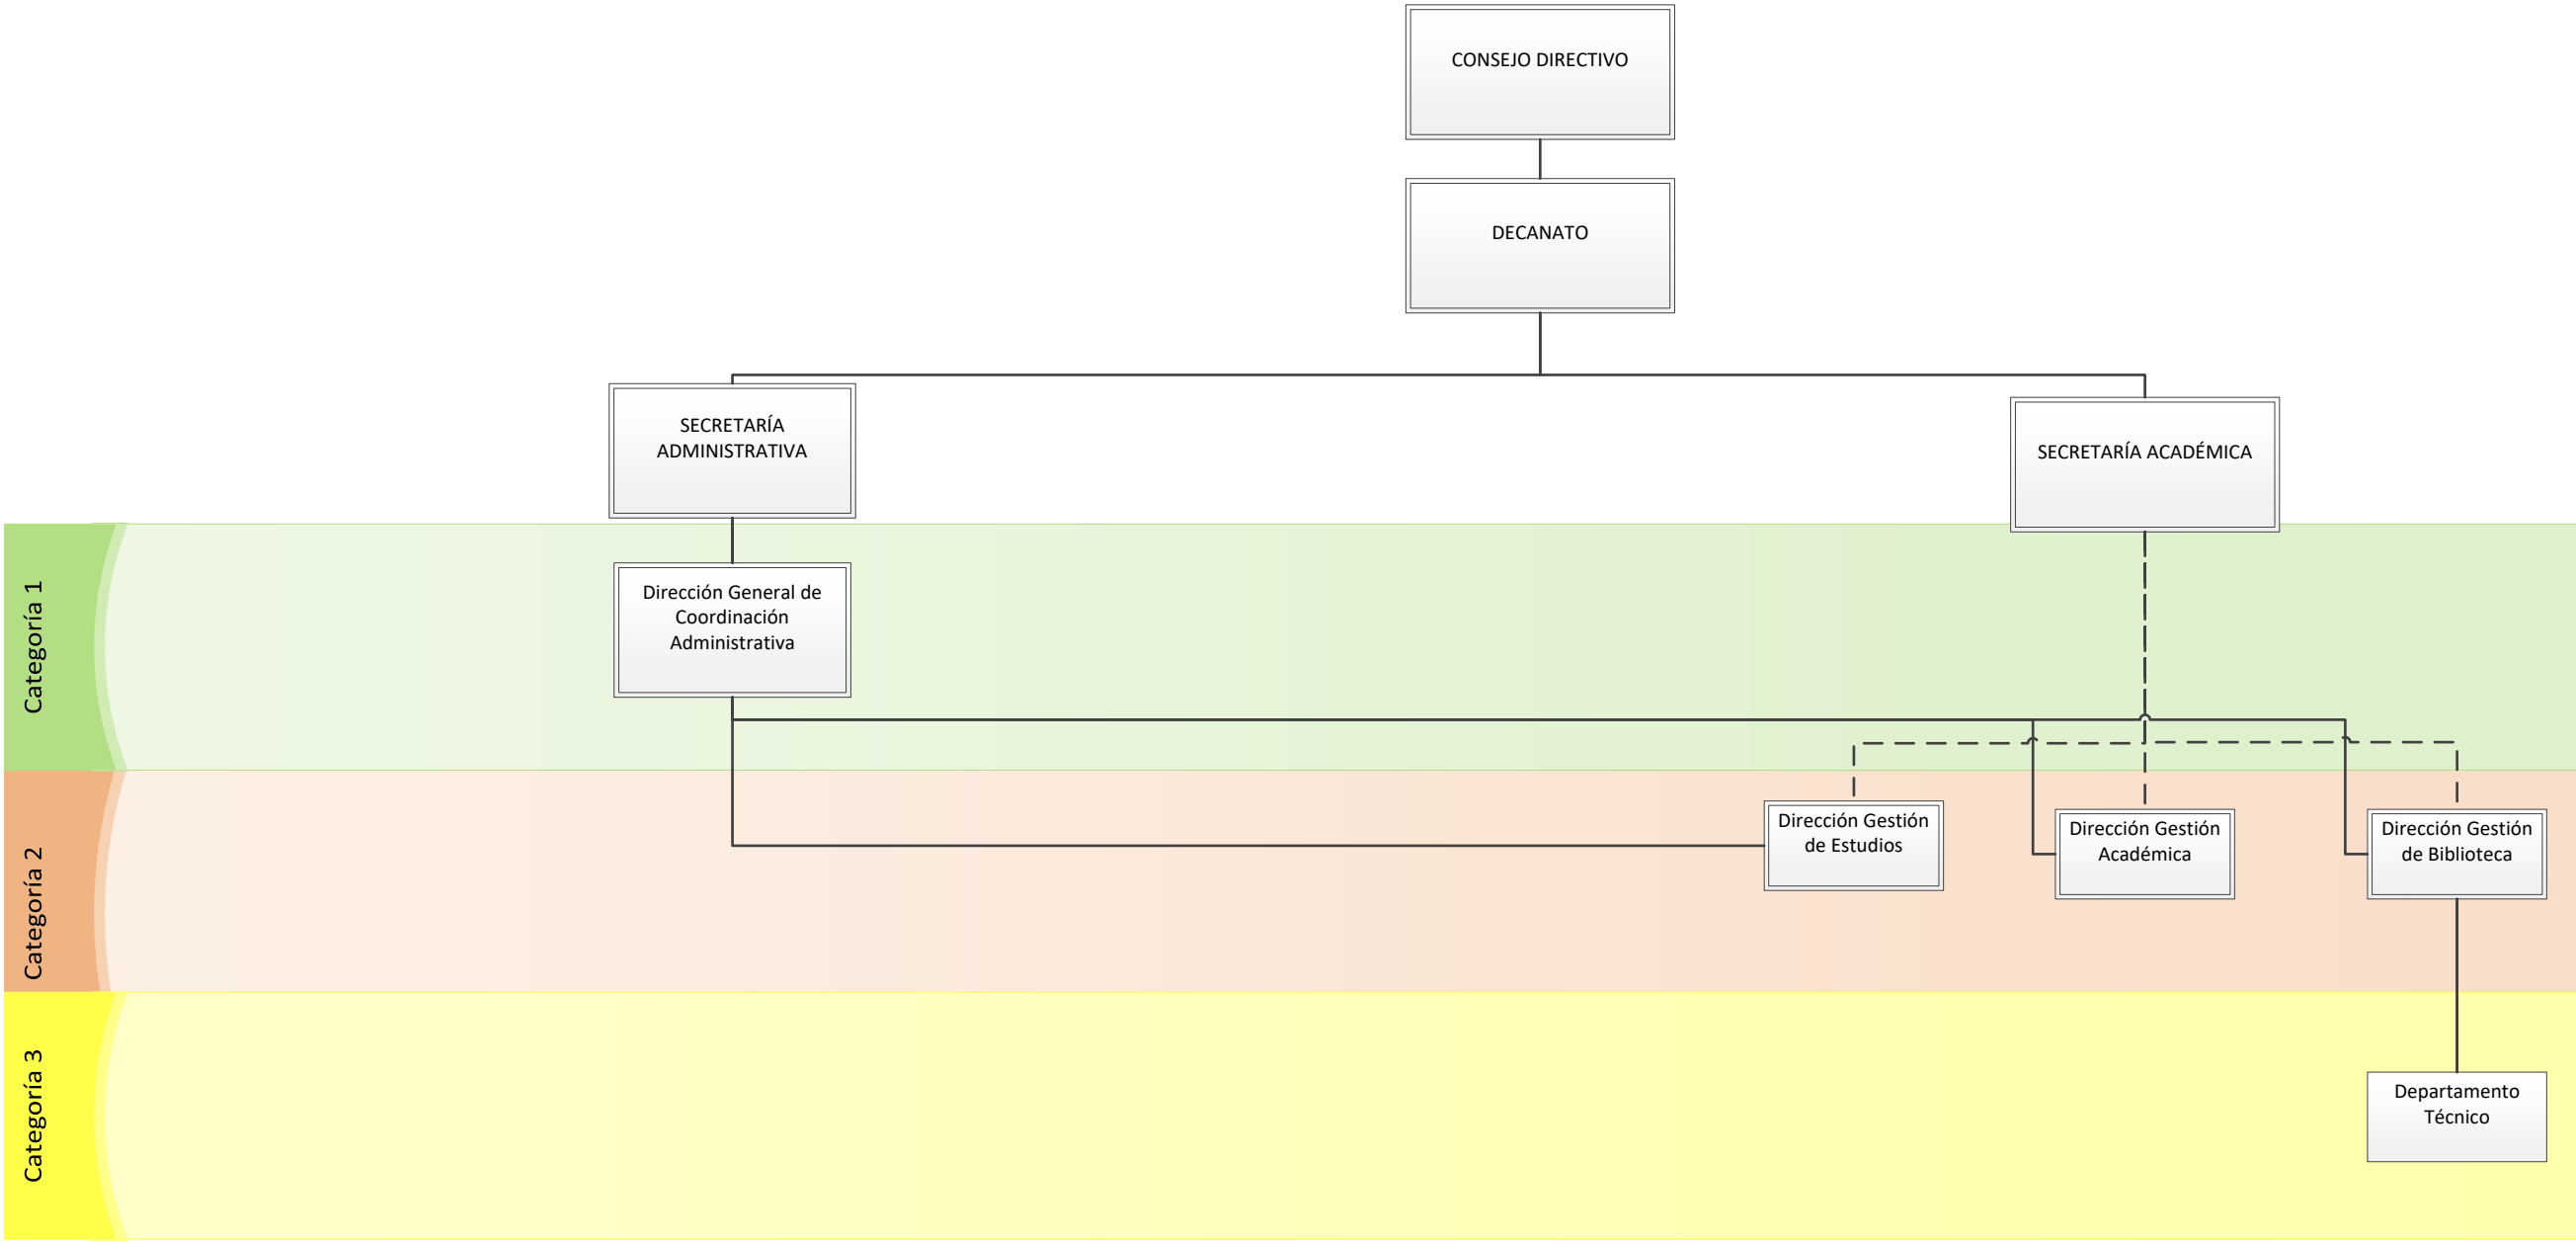 CONSEJO DIRECTIVO
DECANATO
SECRETARÍA
ADMINISTRATIVA
SECRETARÍA ACADÉMICA
Categoría 1
Dirección General de
Coordinación
Administrativa
Categoría 2
Dirección Gestión
de Estudios
Dirección Gestión
Académica
Dirección Gestión
de Biblioteca
Categoría 3
Departamento
Técnico